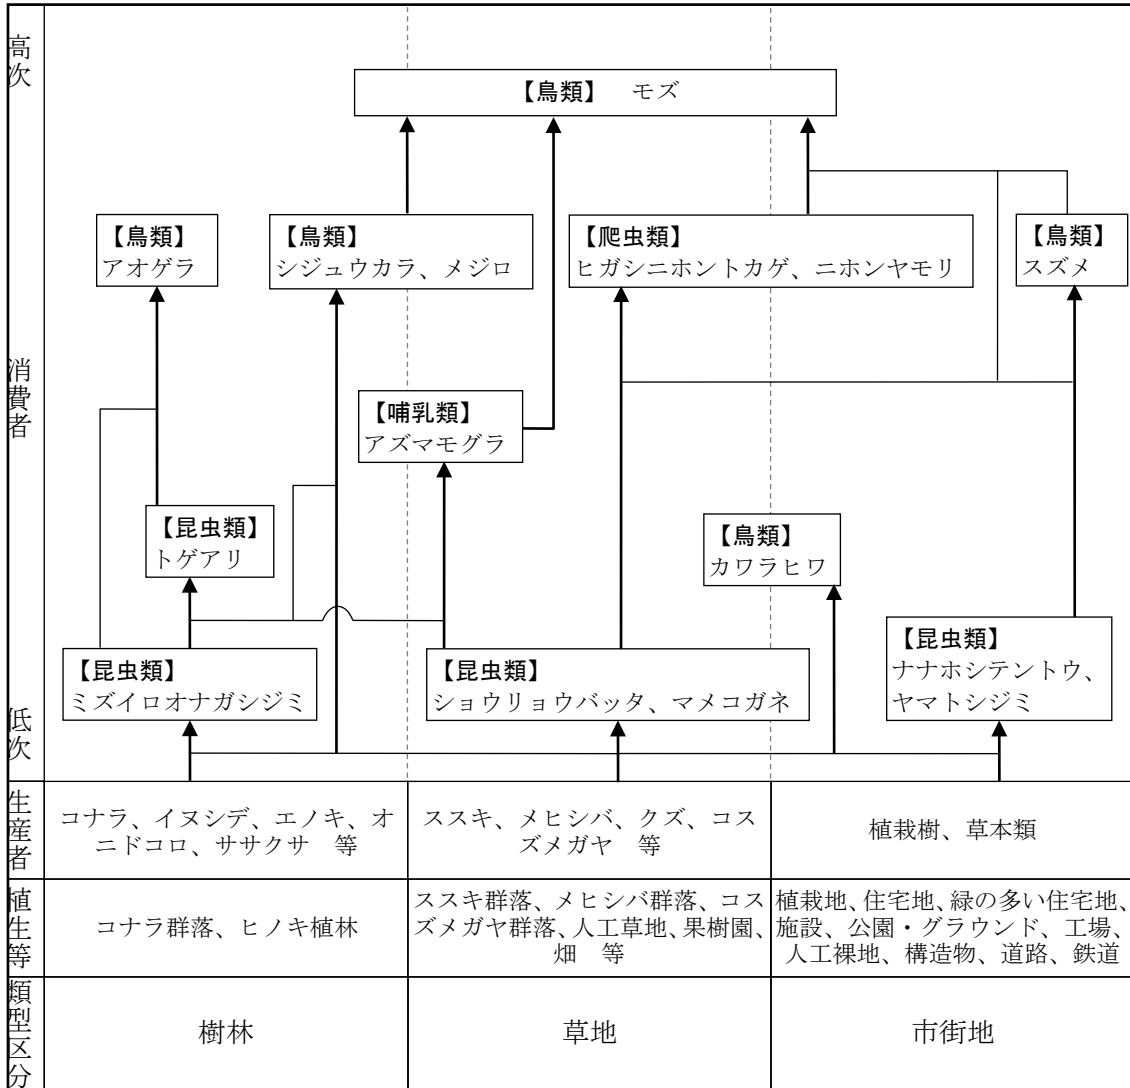 高次
【鳥類】　モズ
【鳥類】
アオゲラ
【鳥類】
シジュウカラ、メジロ
【爬虫類】
ヒガシニホントカゲ、ニホンヤモリ
【鳥類】
スズメ
消費者
【哺乳類】
アズマモグラ
【昆虫類】
トゲアリ
【鳥類】
カワラヒワ
【昆虫類】
ミズイロオナガシジミ
【昆虫類】
ショウリョウバッタ、マメコガネ
【昆虫類】
ナナホシテントウ、
ヤマトシジミ
低次
生産者
コナラ、イヌシデ、エノキ、オ
ニドコロ、ササクサ　等
ススキ、メヒシバ、クズ、コス
ズメガヤ　等
植栽樹、草本類
植生等
コナラ群落、ヒノキ植林
ススキ群落、メヒシバ群落、コス
ズメガヤ群落、人工草地、果樹園、
畑　等
植栽地、住宅地、緑の多い住宅地、
施設、公園・グラウンド、工場、
人工裸地、構造物、道路、鉄道
類型区分
樹林
草地
市街地